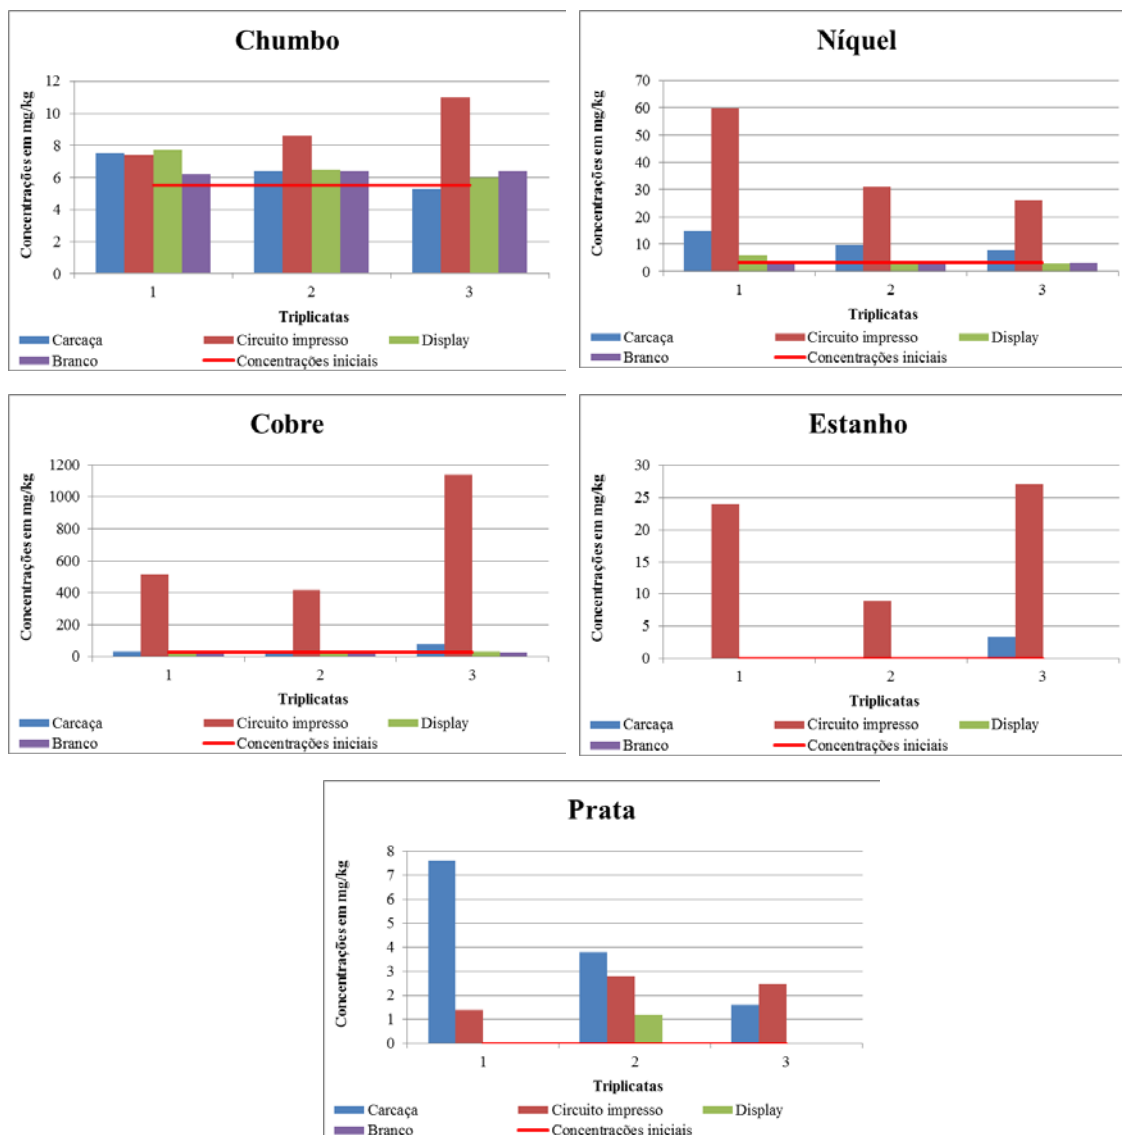 Chumbo
Concentrações em mg/kg
12
10
8
6
4
2
0
1 2 3
Triplicatas
Carcaça Circuito impresso Display
Branco Concentrações iniciais
Níquel
Concentrações em mg/kg
70
60
50
40
30
20
10
0
1 2 3
Triplicatas
Carcaça Circuito impresso Display
Branco Concentrações iniciais
Cobre
Concentrações em mg/kg
1200
1000
800
600
400
200
0
1 2 3
Triplicatas
Carcaça Circuito impresso Display
Branco Concentrações iniciais
Estanho
Concentrações em mg/kg
30
25
20
15
10
5
0
1 2 3
Triplicatas
Carcaça Circuito impresso Display
Branco Concentrações iniciais
Prata
Concentrações em mg/kg
8
7
6
5
4
3
2
1
0
1 2 3
Triplicatas
Carcaça Circuito impresso Display
Branco Concentrações iniciais